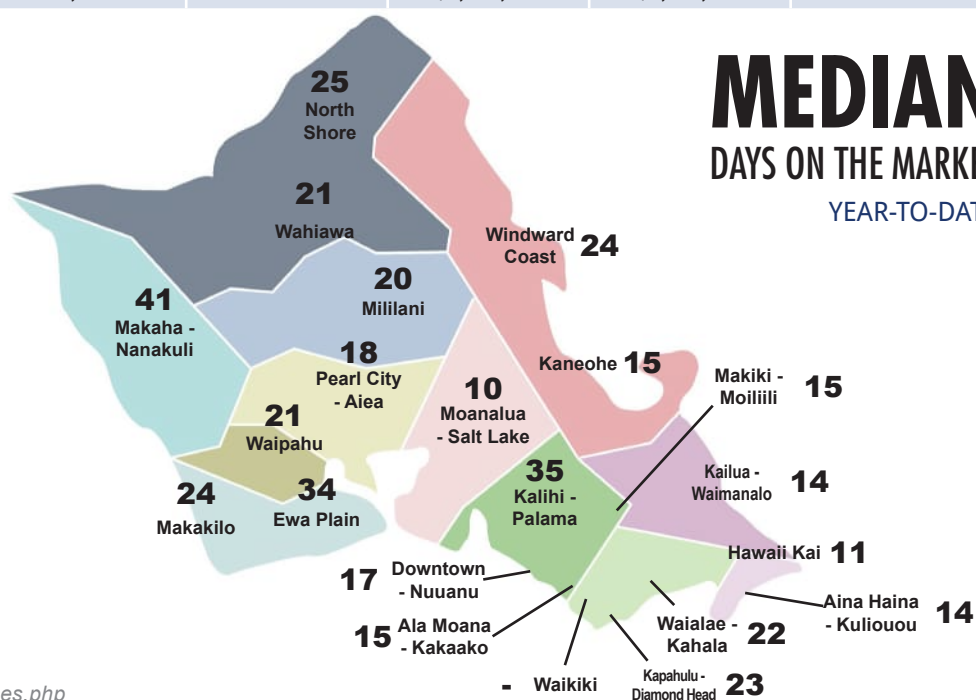 MEDIAN
DAYS ON THE MARKE
YEAR-TO-DAT
25
North
Shore
21
Wahiawa
Windward
Coast
24
20
Mililani
41
Makaha -
Nanakuli
18
Pearl City
- Aiea
Kaneohe 15
10
Moanalua
- Salt Lake
Makiki -
Moiliili
15
21
Waipahu
35
Kalihi -
Palama
Kailua -
Waimanalo
14
24
Makakilo
34
Ewa Plain
Hawaii Kai 11
17
Downtown
- Nuuanu
Aina Haina
- Kuliouou
14
15
Ala Moana
- Kakaako
Waialae -
Kahala
22
- Waikiki
Kapahulu -
Diamond Head
23
es.php